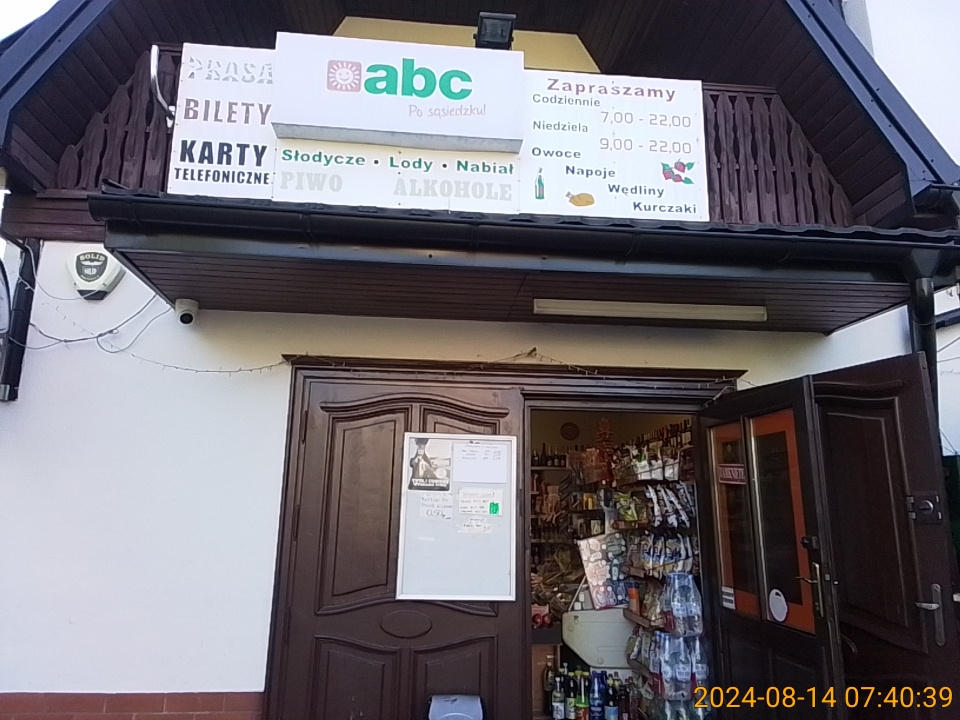 PRASA
BILETY
KARTY
TELEFONICZNE
abc
Po sąsiedzku!
Słodycze • Lody • Nabiał
PIWO ALKOHOLE
Zapraszamy
Codziennie
7,00 - 22,00
Niedziela
9,00 - 22,00
Owoce
Napoje
Wędliny
Kurczaki
SOLID
2024-08-14 07:40:39